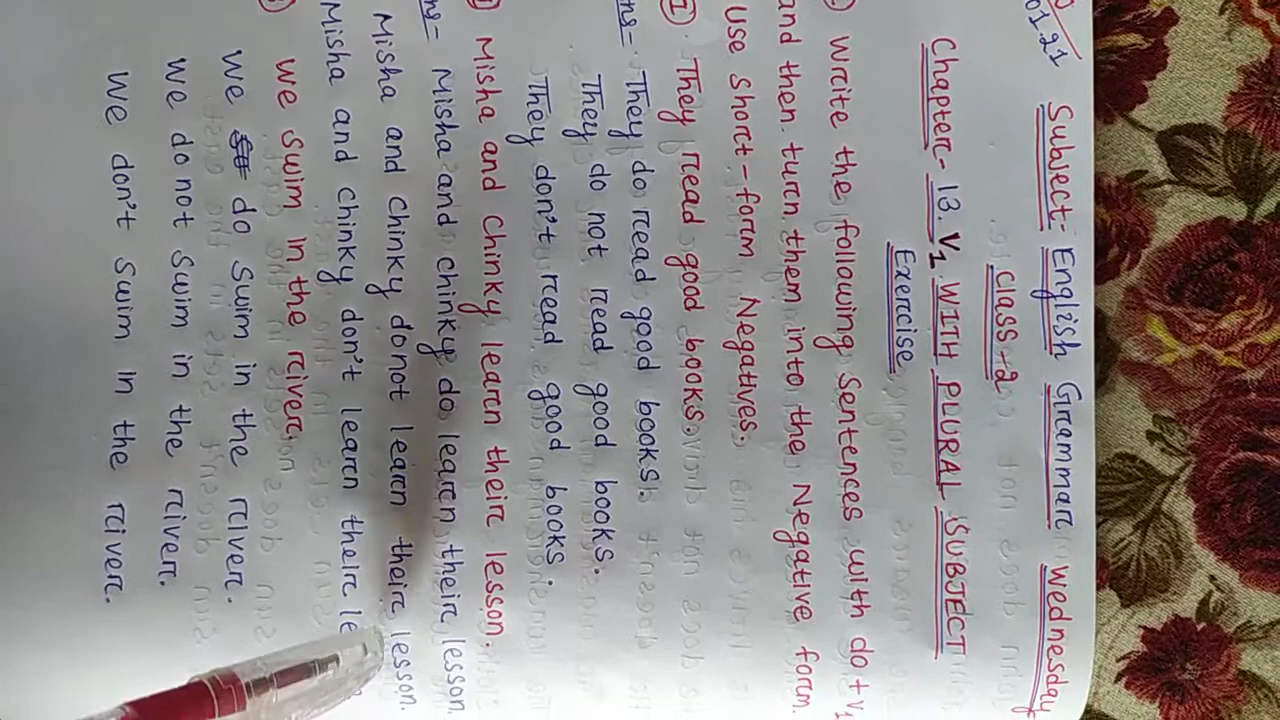 01.21 Subject- English Grammar Wednesday
Class-2
Chapter- 13. V1 WITH PLURAL SUBJECT
Exercise
Write the following sentences with do + V1
and then turn them into the Negative form.
Use Short-form Negatives.
① They read good books.
Ans= They do read good books.
They do not read good books.
They don't read good books.
Misha and Chinky learn their lesson.
Ans= Misha and chinky do learn their lesson.
Misha and Chinky donot learn their lesson.
Misha and Chinky don't learn their le
We swim in the river.
We do swim in the river.
We do not swim in the river.
We don't swim in the river.